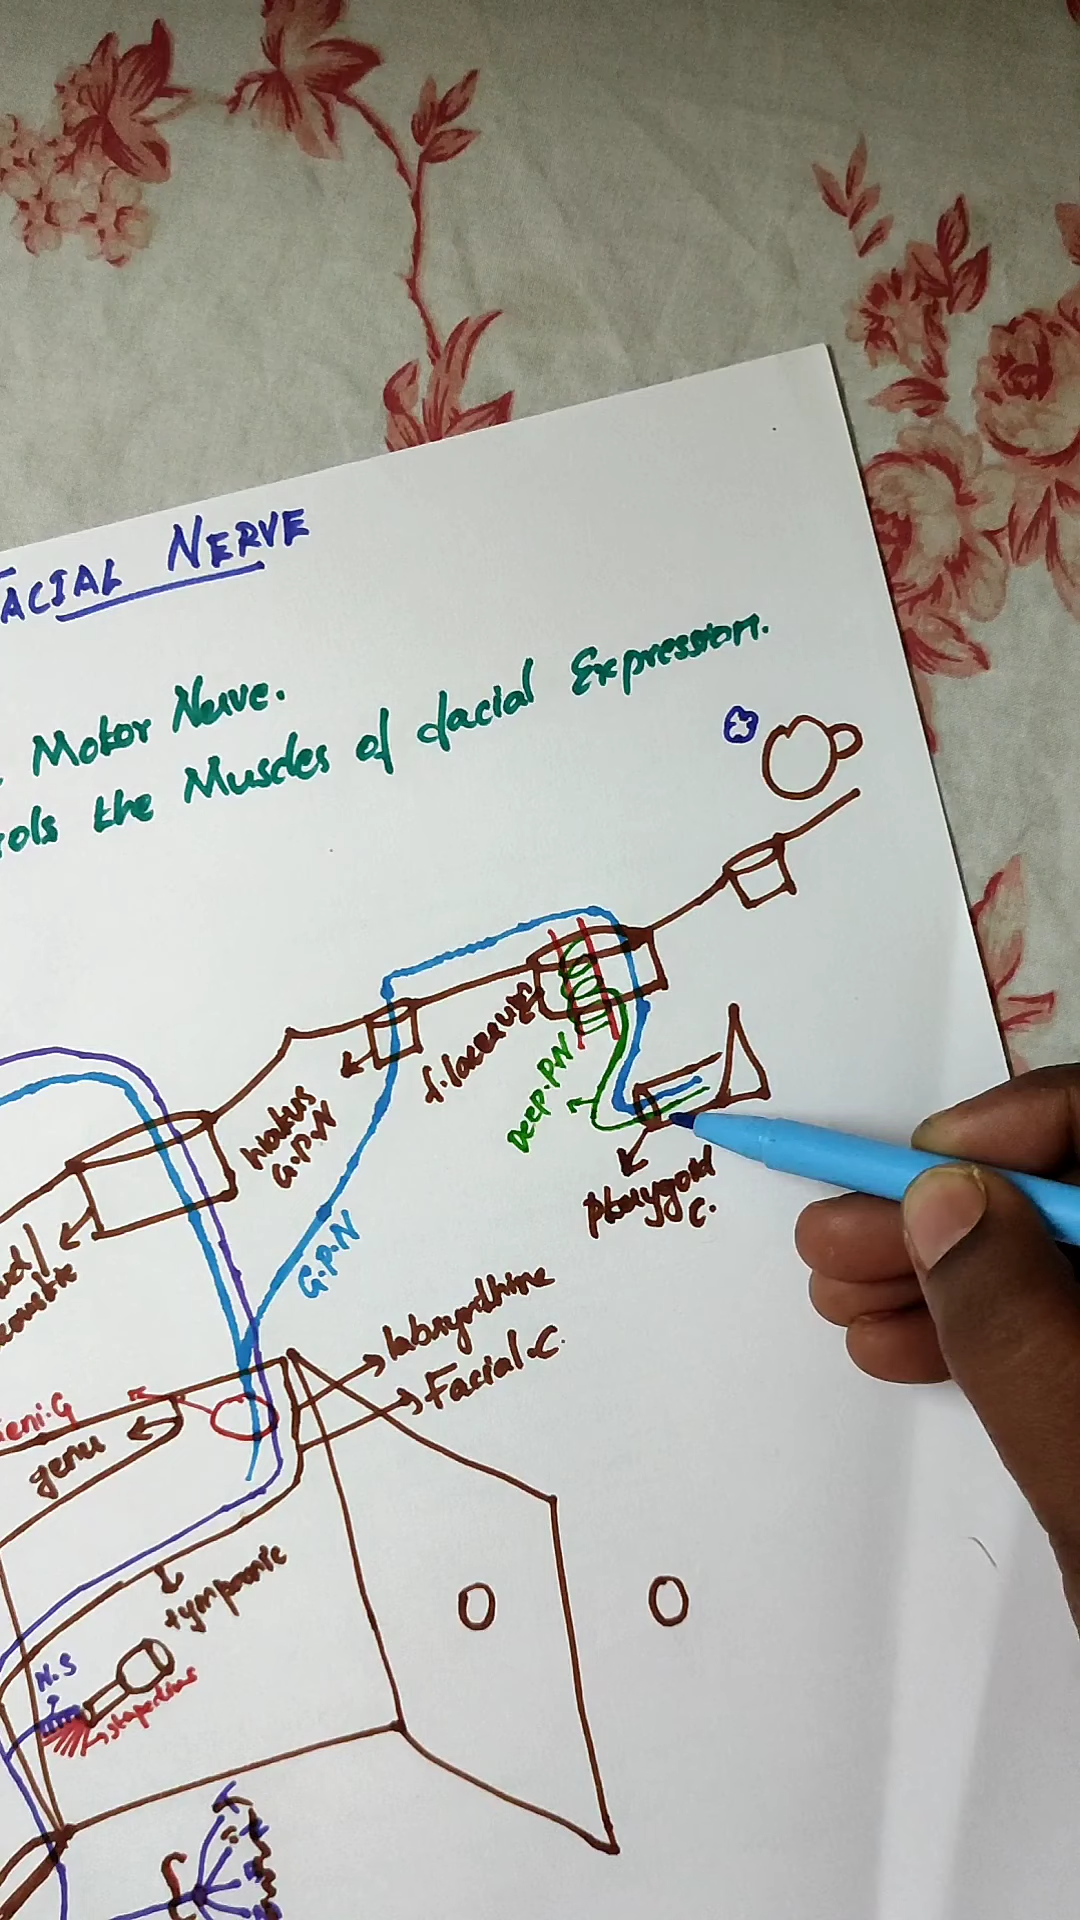 FACIAL NERVE
Motor Nerve.
rols the Muscles of facial Expression.
f. lacerum
Hiatus
G.P.N
Deep.P.N
Pterygoid
C.
G.P.N
labyrinthine
Facial.C.
Geni.G
genu
tympanic
N.S
stapedius